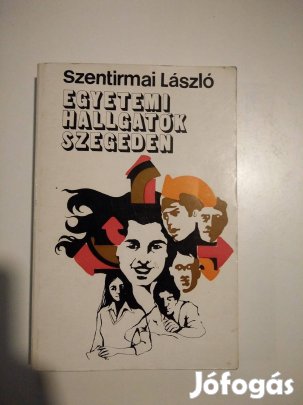 Szentirmai László
EGYETEMI
HALLGATÓK
SZEGEDEN
Jófogás